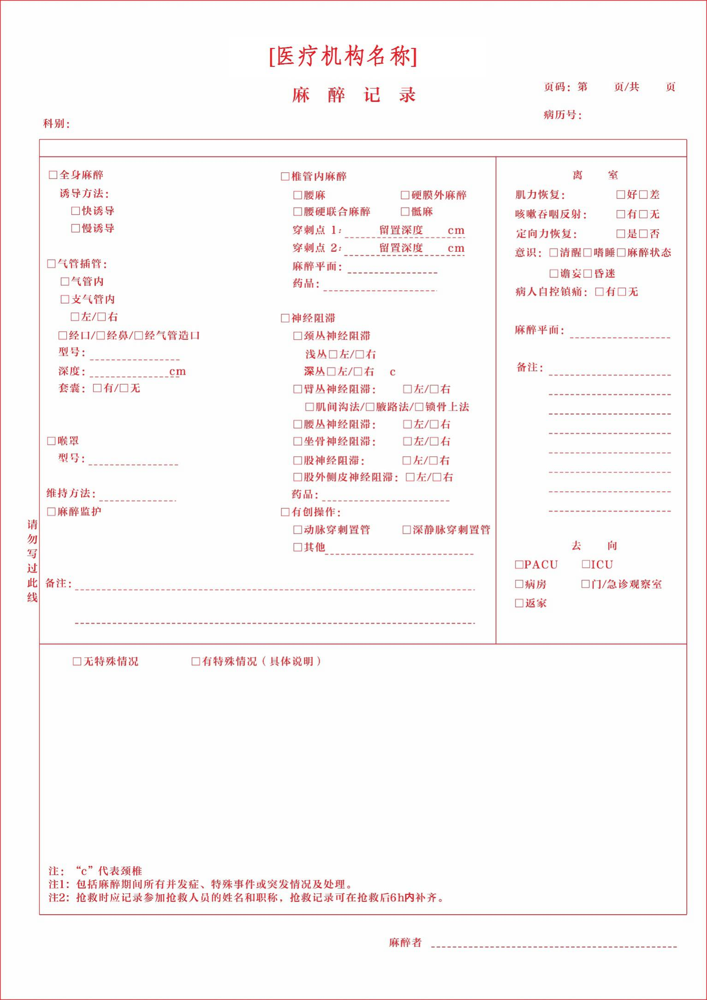 [医疗机构名称]
麻 醉 记 录
页码：第 页/共 页
病历号：
科别：
□全身麻醉
诱导方法：
□快诱导
□慢诱导
□气管插管：
□气管内
□支气管内
□左/□右
□经口/□经鼻/□经气管造口
型号：
深度： cm
套囊：□有/□无
□喉罩
型号：
维持方法：
□麻醉监护
□椎管内麻醉
□腰麻 □硬膜外麻醉
□腰硬联合麻醉 □骶麻
穿刺点 1： 留置深度 cm
穿刺点 2： 留置深度 cm
麻醉平面：
药品：
□神经阻滞
□颈丛神经阻滞
浅丛□左/□右
深丛□左/□右 c
□臂丛神经阻滞： □左/□右
□肌间沟法/□腋路法/□锁骨上法
□腰丛神经阻滞： □左/□右
□坐骨神经阻滞： □左/□右
□股神经阻滞： □左/□右
□股外侧皮神经阻滞：□左/□右
药品：
□有创操作：
□动脉穿刺置管 □深静脉穿刺置管
□其他
备注：
离 室
肌力恢复： □好□差
咳嗽吞咽反射： □有□无
定向力恢复： □是□否
意识：□清醒□嗜睡□麻醉状态
□谵妄□昏迷
病人自控镇痛：□有□无
麻醉平面：
备注：
去 向
□PACU □ICU
□病房 □门/急诊观察室
□返家
请勿写过此线
□无特殊情况 □有特殊情况（具体说明）
注：“c”代表颈椎
注1：包括麻醉期间所有并发症、特殊事件或突发情况及处理。
注2：抢救时应记录参加抢救人员的姓名和职称，抢救记录可在抢救后6h内补齐。
麻醉者